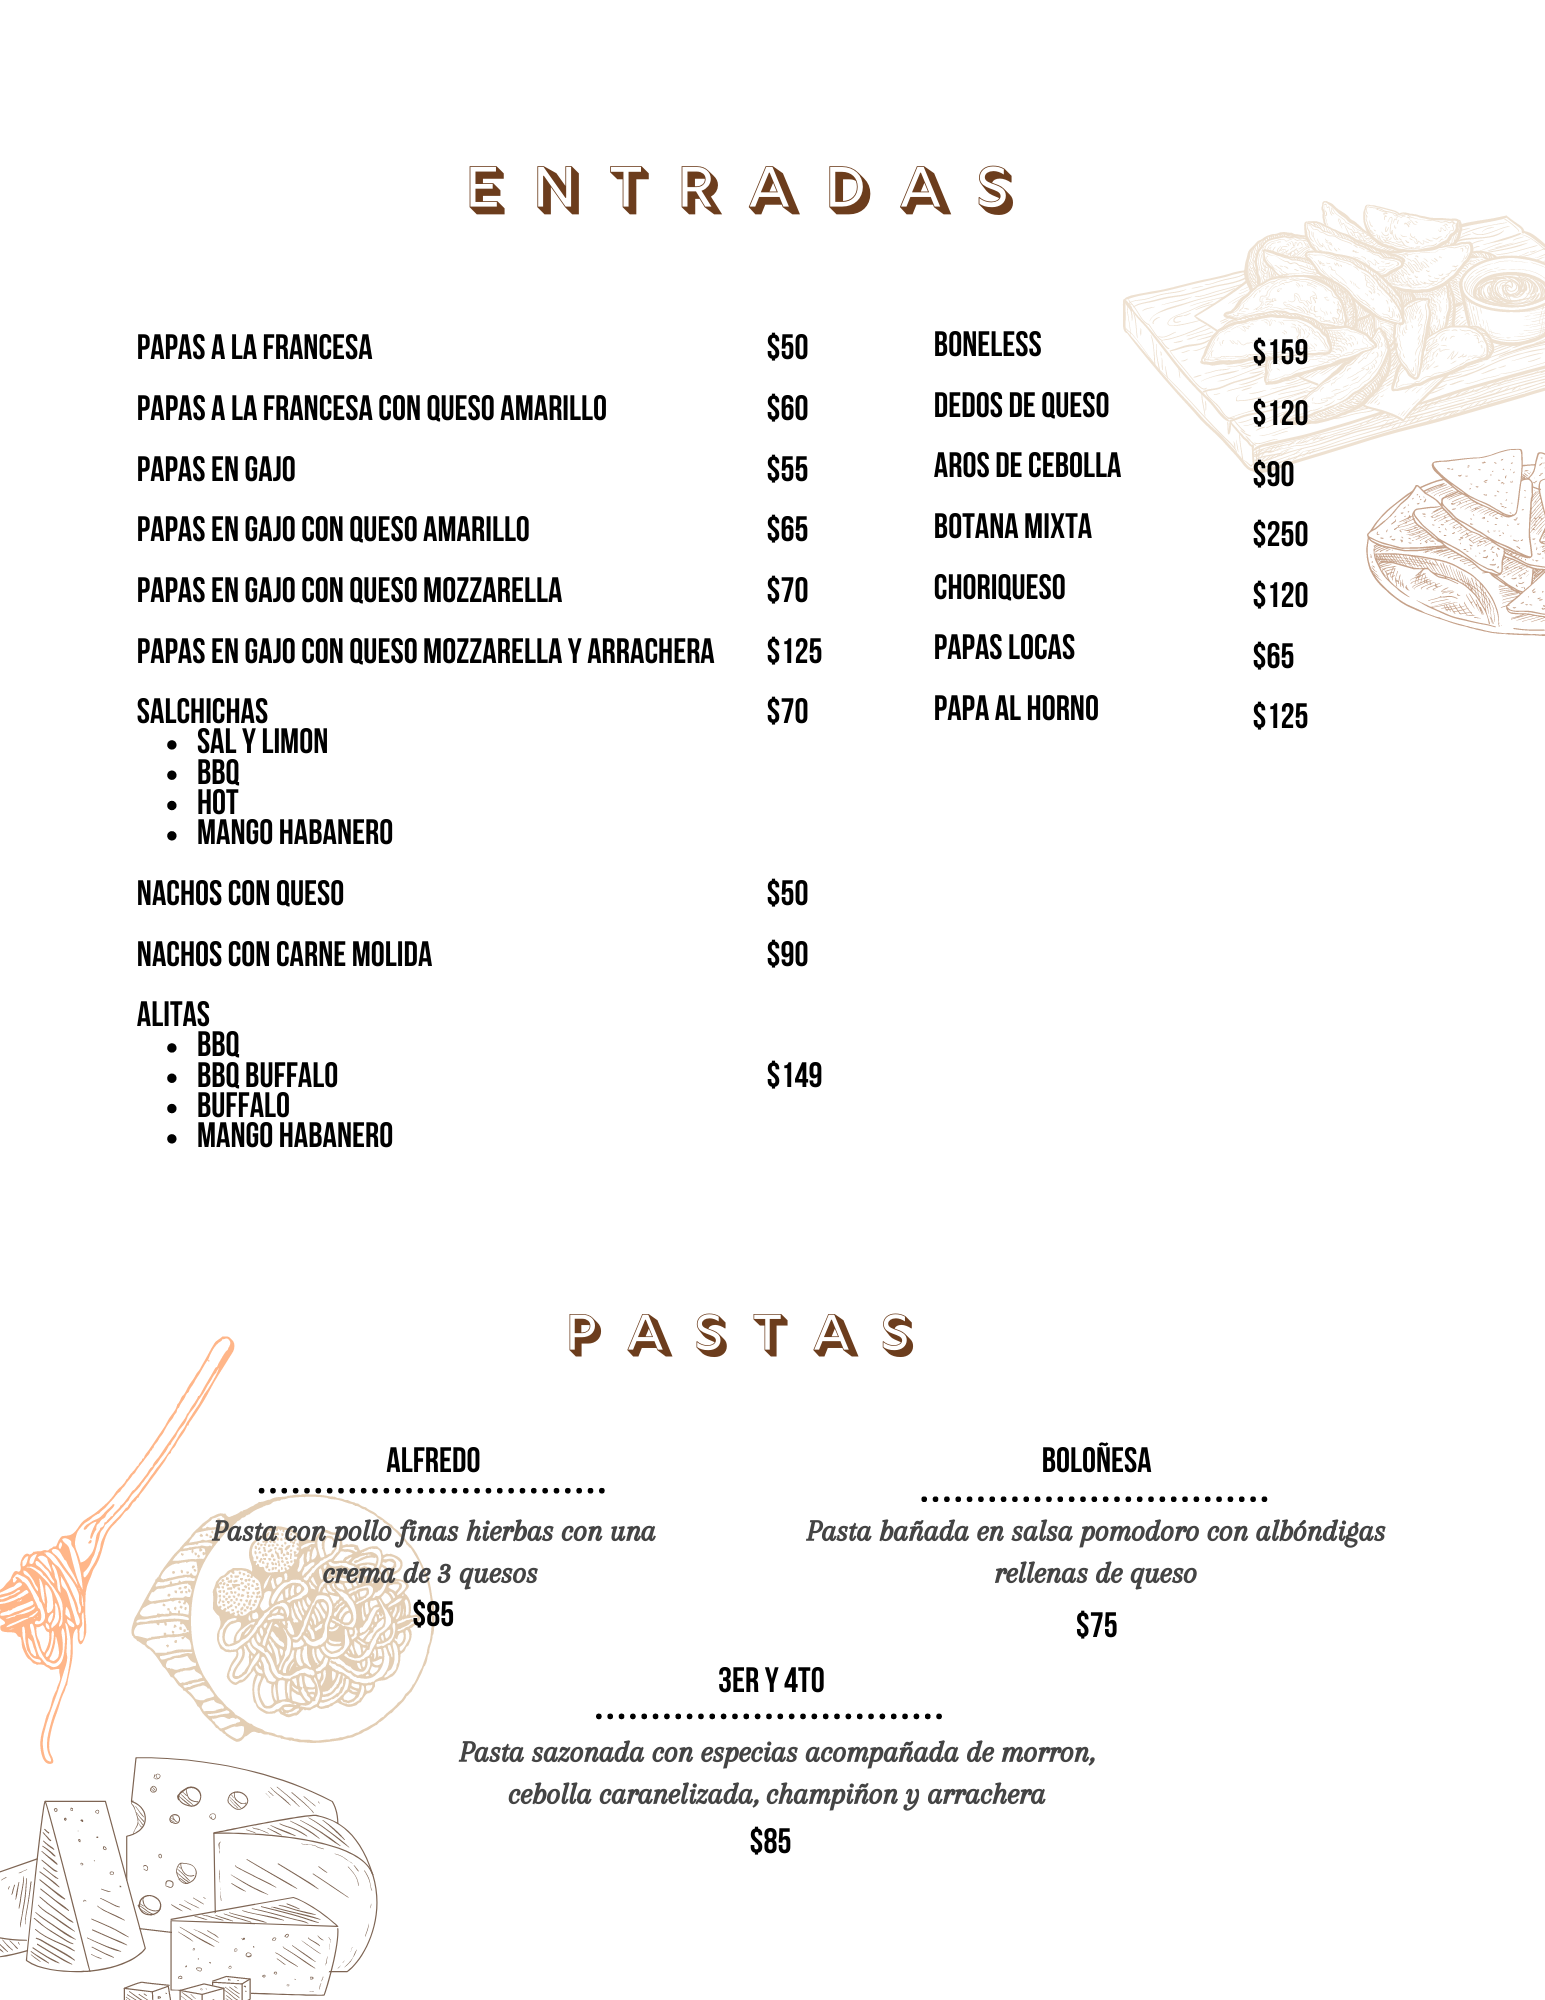 ENTRADAS
PAPAS A LA FRANCESA $50
PAPAS A LA FRANCESA CON QUESO AMARILLO $60
PAPAS EN GAJO $55
PAPAS EN GAJO CON QUESO AMARILLO $65
PAPAS EN GAJO CON QUESO MOZZARELLA $70
PAPAS EN GAJO CON QUESO MOZZARELLA Y ARRACHERA $125
SALCHICHAS $70
• SAL Y LIMON
• BBQ
• HOT
• MANGO HABANERO
NACHOS CON QUESO $50
NACHOS CON CARNE MOLIDA $90
ALITAS
• BBQ
• BBQ BUFFALO $149
• BUFFALO
• MANGO HABANERO
BONELESS $159
DEDOS DE QUESO $120
AROS DE CEBOLLA $90
BOTANA MIXTA $250
CHORIQUESO $120
PAPAS LOCAS $65
PAPA AL HORNO $125
PASTAS
ALFREDO
Pasta con pollo finas hierbas con una
crema de 3 quesos
$85
BOLOÑESA
Pasta bañada en salsa pomodoro con albóndigas
rellenas de queso
$75
3ER Y 4TO
Pasta sazonada con especias acompañada de morron,
cebolla caranelizada, champiñon y arrachera
$85